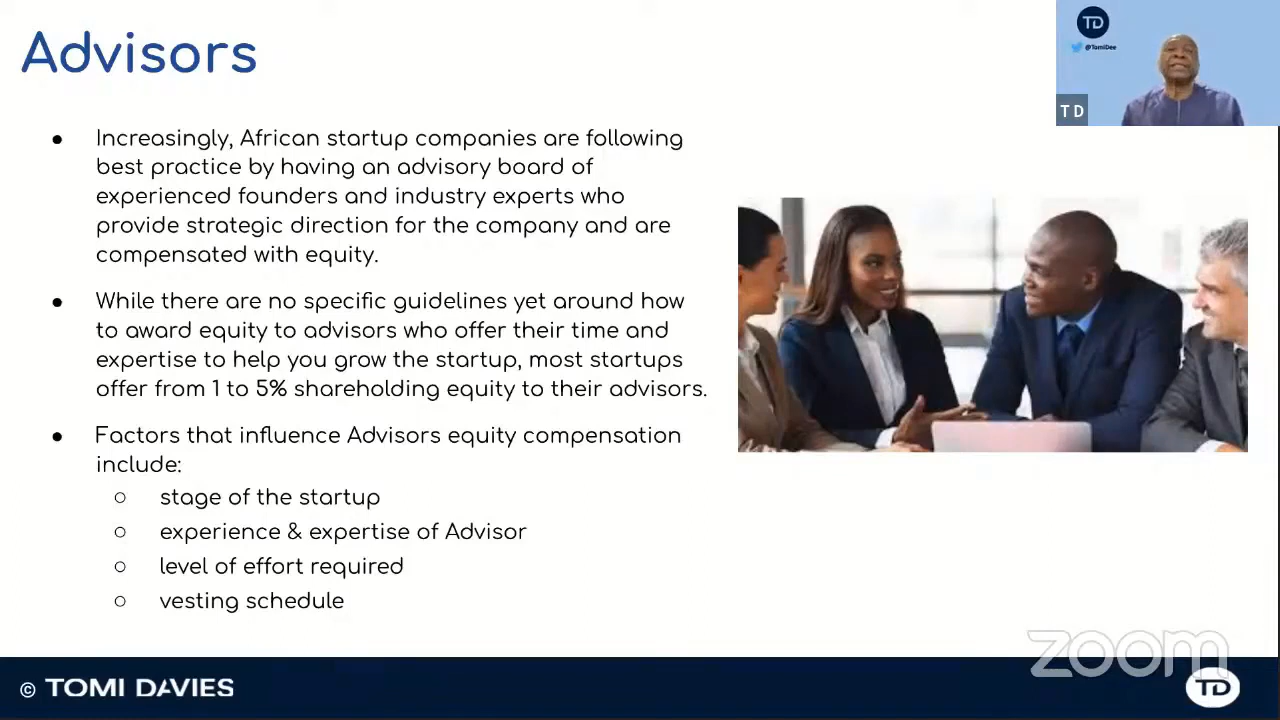 Advisors
TD
@TomiDee
T D
● Increasingly, African startup companies are following
best practice by having an advisory board of
experienced founders and industry experts who
provide strategic direction for the company and are
compensated with equity.
● While there are no specific guidelines yet around how
to award equity to advisors who offer their time and
expertise to help you grow the startup, most startups
offer from 1 to 5% shareholding equity to their advisors.
● Factors that influence Advisors equity compensation
include:
○ stage of the startup
○ experience & expertise of Advisor
○ level of effort required
○ vesting schedule
zoom
© TOMI DAVIES
TD